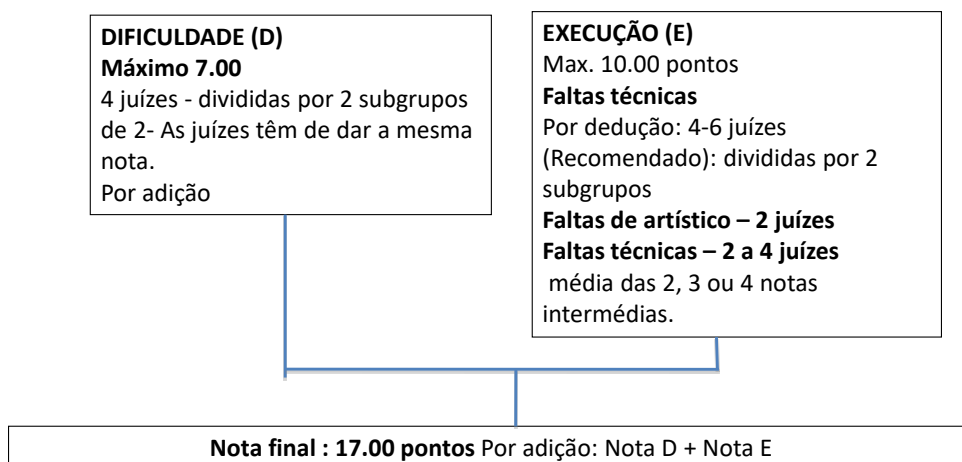 DIFICULDADE (D)
Máximo 7.00
4 juízes - divididas por 2 subgrupos
de 2- As juízes têm de dar a mesma
nota.
Por adição
EXECUÇÃO (E)
Max. 10.00 pontos
Faltas técnicas
Por dedução: 4-6 juízes
(Recomendado): divididas por 2
subgrupos
Faltas de artístico – 2 juízes
Faltas técnicas – 2 a 4 juízes
média das 2, 3 ou 4 notas
intermédias.
Nota final : 17.00 pontos Por adição: Nota D + Nota E